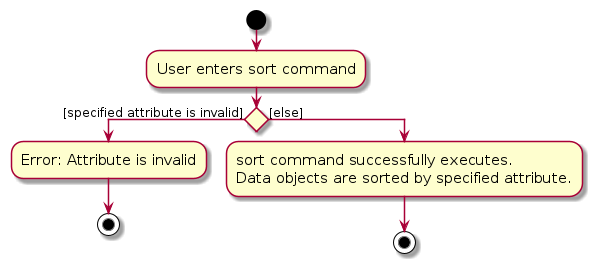 User enters sort command
[specified attribute is invalid]
[else]
Error: Attribute is invalid
sort command successfully executes.
Data objects are sorted by specified attribute.